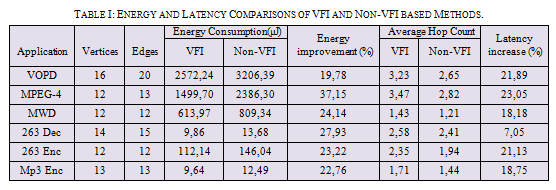 TABLE I: ENERGY AND LATENCY COMPARISONS OF VFI AND NON-VFI BASED METHODS.
Application Vertices Edges Energy Consumption(µJ) Energy improvement (%) Average Hop Count Latency increase (%)
VFI Non-VFI VFI Non-VFI
VOPD 16 20 2572,24 3206,39 19,78 3,23 2,65 21,89
MPEG-4 12 13 1499,70 2386,30 37,15 3,47 2,82 23,05
MWD 12 12 613,97 809,34 24,14 1,43 1,21 18,18
263 Dec 14 15 9,86 13,68 27,93 2,58 2,41 7,05
263 Enc 12 12 112,14 146,04 23,22 2,35 1,94 21,13
Mp3 Enc 13 13 9,64 12,49 22,76 1,71 1,44 18,75